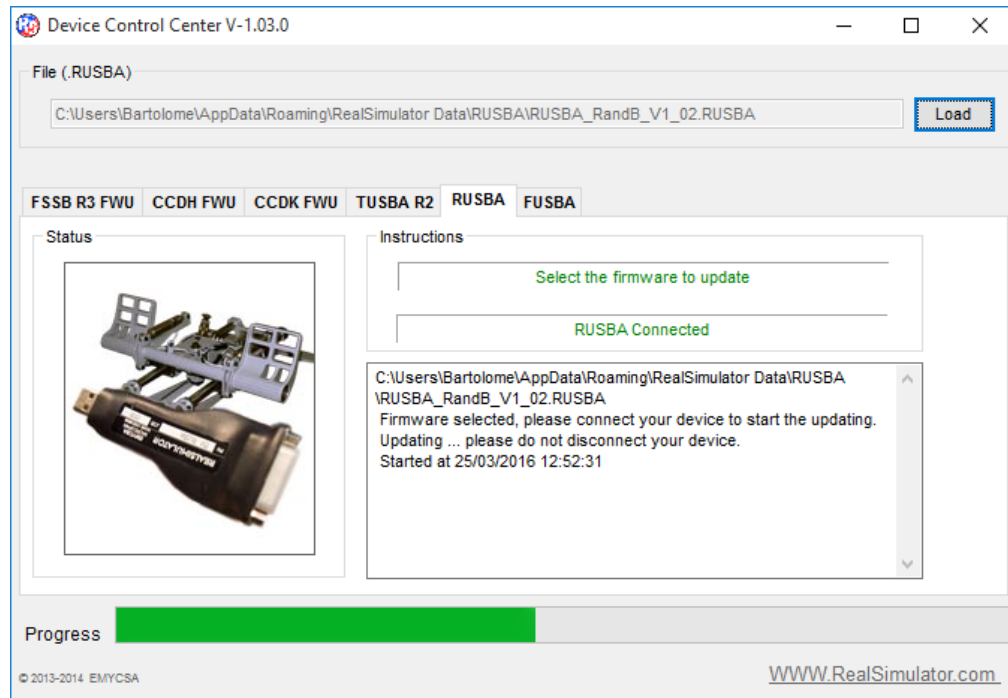 Device Control Center V-1.03.0
File (.RUSBA)
C:\Users\Bartolome\AppData\Roaming\RealSimulator Data\RUSBA\RUSBA_RandB_V1_02.RUSBA
Load
FSSB R3 FWU CCDH FWU CCDK FWU TUSBA R2 RUSBA FUSBA
Status
Instructions
Select the firmware to update
RUSBA Connected
C:\Users\Bartolome\AppData\Roaming\RealSimulator Data\RUSBA
\RUSBA_RandB_V1_02.RUSBA
Firmware selected, please connect your device to start the updating.
Updating ... please do not disconnect your device.
Started at 25/03/2016 12:52:31
REALSIMULATOR
Progress
© 2013-2014 EMYCSA
WWW.RealSimulator.com